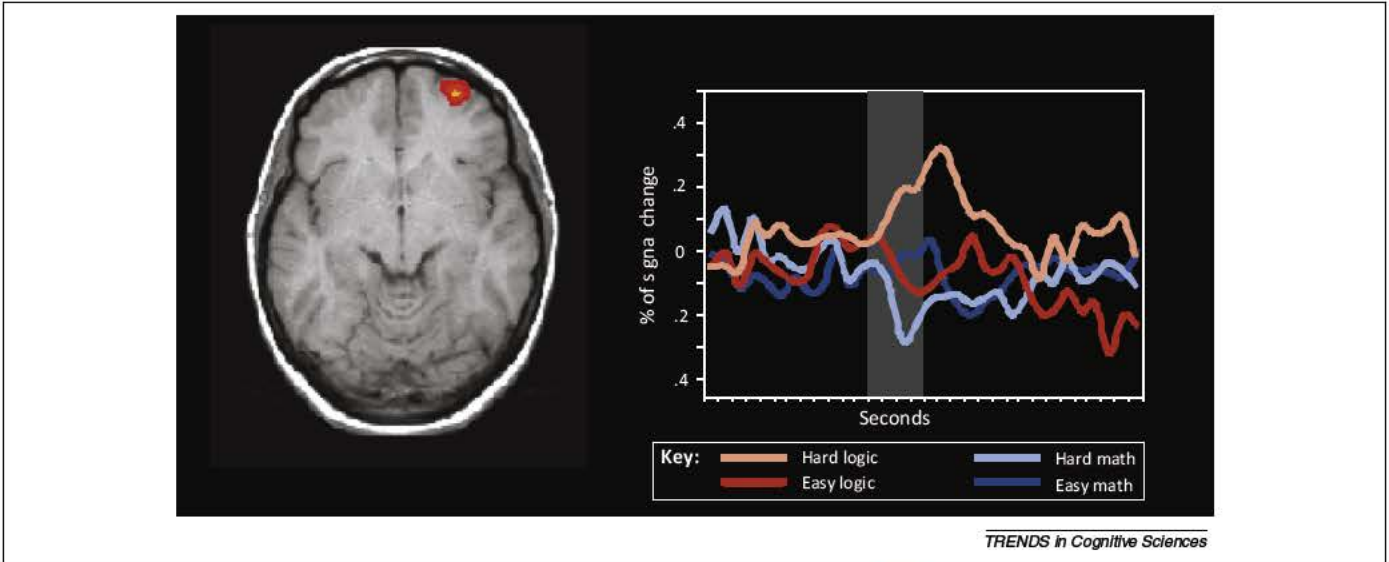 .4
.2
0
.2
.4
% of s gna change
Seconds
Key:
Hard logic
Hard math
Easy logic
Easy math
TRENDS in Cognitive Sciences